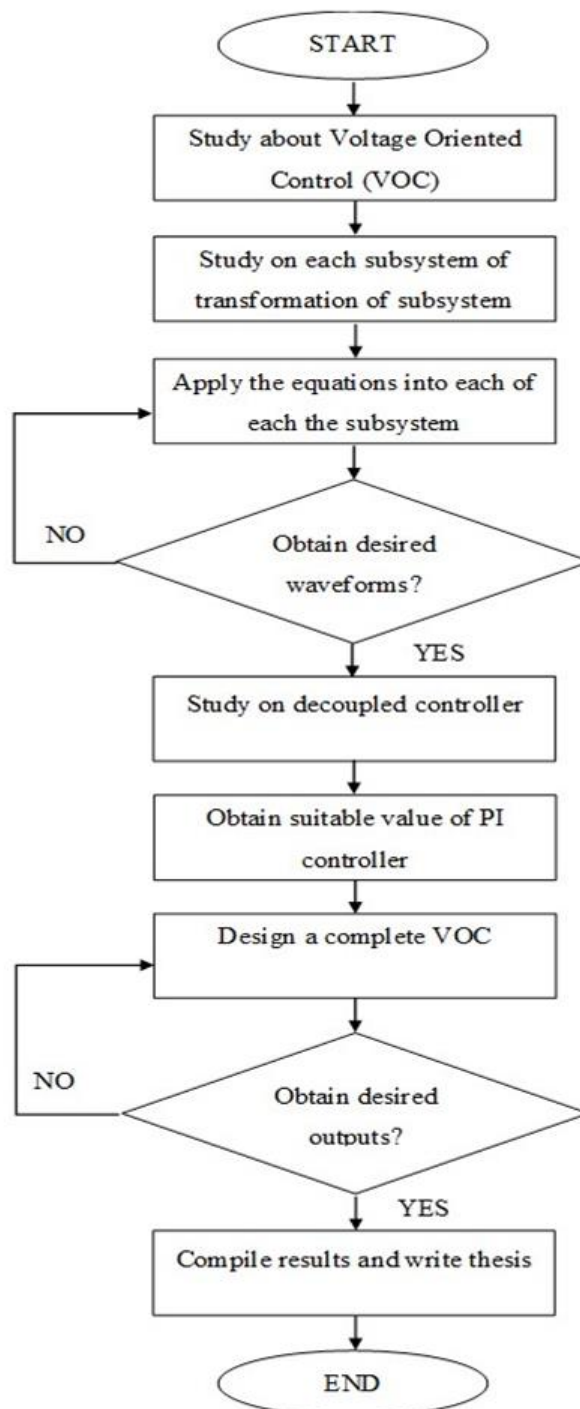 START
Study about Voltage Oriented
Control (VOC)
Study on each subsystem of
transformation of subsystem
Apply the equations into each of
each the subsystem
NO
Obtain desired
waveforms?
YES
Study on decoupled controller
Obtain suitable value of PI
controller
Design a complete VOC
NO
Obtain desired
outputs?
YES
Compile results and write thesis
END